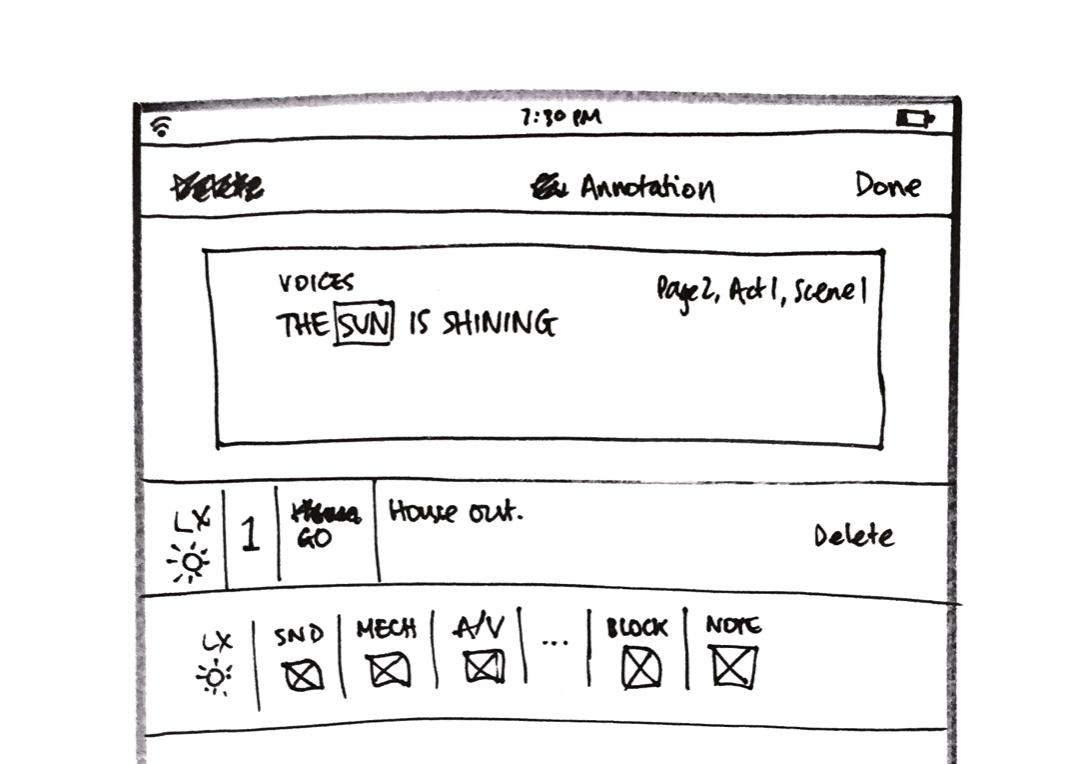 7:30 PM
Annotation
Done
VOICES
Page 2, Act 1, Scene 1
THE SUN IS SHINING
LX
1
GO
House out.
Delete
LX
SND
MECH
A/V
...
BLOCK
NOTE